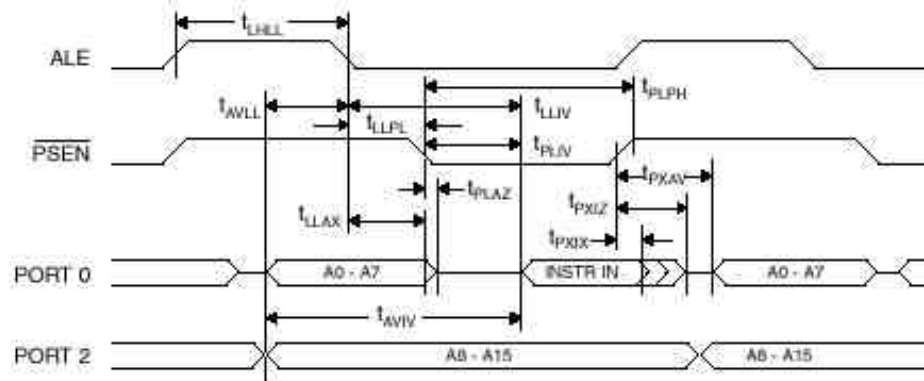 tLHLL
ALE
tPLPH
tAVLL
tLLIV
tLLPL
PSEN
tPLIV
tPXAV
tPLAZ
tPXIZ
tLLAX
tPXIX
PORT 0
A0 - A7
INSTR IN
A0 - A7
tAVIV
PORT 2
A8 - A15
A8 - A15